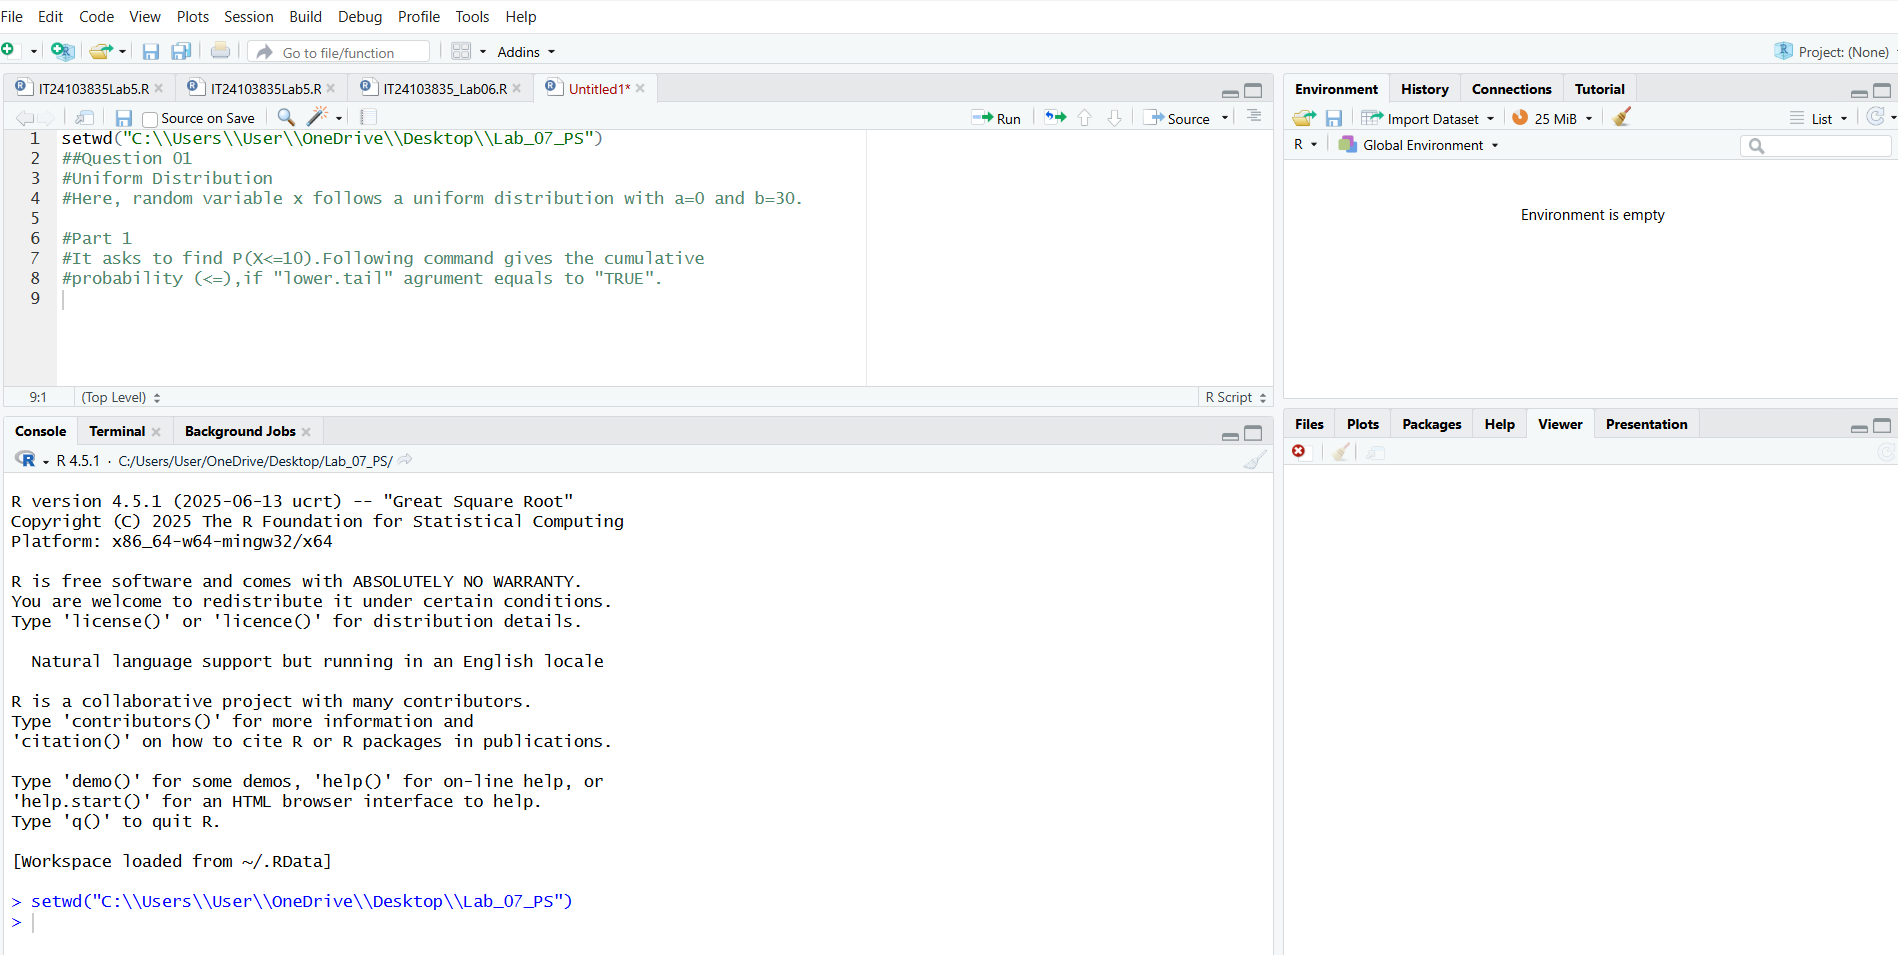 File Edit Code View Plots Session Build Debug Profile Tools Help
Go to file/function Addins Project: (None)
IT24103835Lab5.R IT24103835Lab5.R IT24103835_Lab06.R Untitled1*
Source on Save Run Source
1 setwd("C:\\Users\\User\\OneDrive\\Desktop\\Lab_07_PS")
2 ##Question 01
3 #Uniform Distribution
4 #Here, random variable x follows a uniform distribution with a=0 and b=30.
5
6 #Part 1
7 #It asks to find P(X<=10).Following command gives the cumulative
8 #probability (<=),if "lower.tail" agrument equals to "TRUE".
9
9:1 (Top Level) R Script
Console Terminal Background Jobs
R 4.5.1 · C:/Users/User/OneDrive/Desktop/Lab_07_PS/
R version 4.5.1 (2025-06-13 ucrt) -- "Great Square Root"
Copyright (C) 2025 The R Foundation for Statistical Computing
Platform: x86_64-w64-mingw32/x64
R is free software and comes with ABSOLUTELY NO WARRANTY.
You are welcome to redistribute it under certain conditions.
Type 'license()' or 'licence()' for distribution details.
Natural language support but running in an English locale
R is a collaborative project with many contributors.
Type 'contributors()' for more information and
'citation()' on how to cite R or R packages in publications.
Type 'demo()' for some demos, 'help()' for on-line help, or
'help.start()' for an HTML browser interface to help.
Type 'q()' to quit R.
[Workspace loaded from ~/.RData]
> setwd("C:\\Users\\User\\OneDrive\\Desktop\\Lab_07_PS")
>
Environment History Connections Tutorial
Import Dataset 25 MiB List
R Global Environment
Environment is empty
Files Plots Packages Help Viewer Presentation